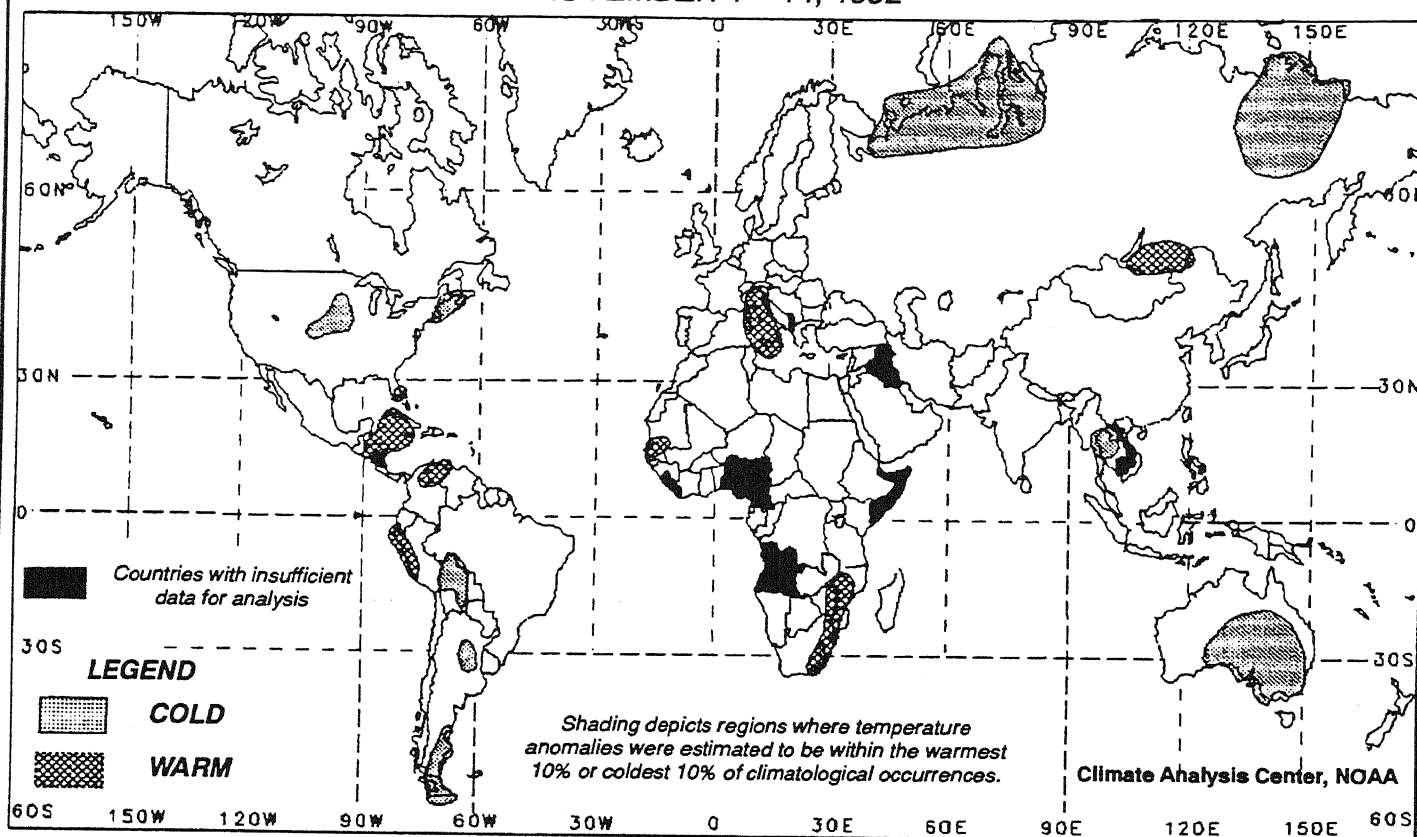 150W 120W 90W 60W 30W 0 30E 60E 90E 120E 150E
60N
30N 30N
0 0
Countries with insufficient
data for analysis
30S 30S
LEGEND
COLD
WARM
Shading depicts regions where temperature
anomalies were estimated to be within the warmest
10% or coldest 10% of climatological occurrences.
Climate Analysis Center, NOAA
60S 150W 120W 90W 60W 30W 0 30E 60E 90E 120E 150E 60S